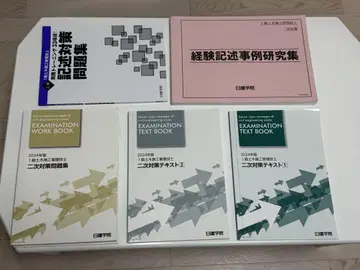 記述対策
問題集
1級土木施工管理技士
経験記述事例研究集
日建学院
EXAMINATION
WORK BOOK
2024年版
1級土木施工管理技士
二次対策問題集
日建学院
EXAMINATION
TEXT BOOK
2024年版
1級土木施工管理技士
二次対策テキスト②
日建学院
EXAMINATION
TEXT BOOK
2024年版
1級土木施工管理技士
二次対策テキスト①
日建学院